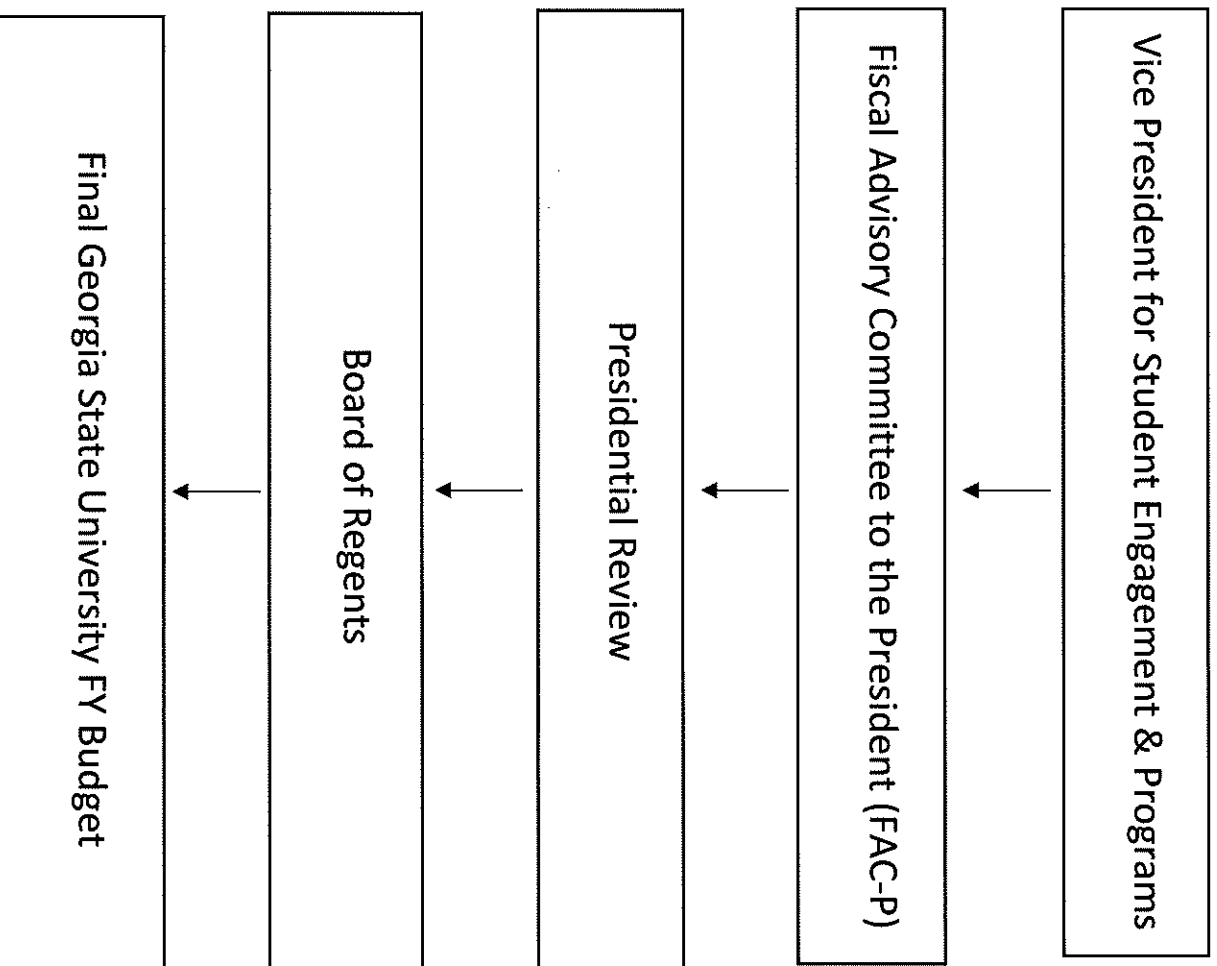 Vice President for Student Engagement & Programs
Fiscal Advisory Committee to the President (FAC-P)
Presidential Review
Board of Regents
Final Georgia State University FY Budget